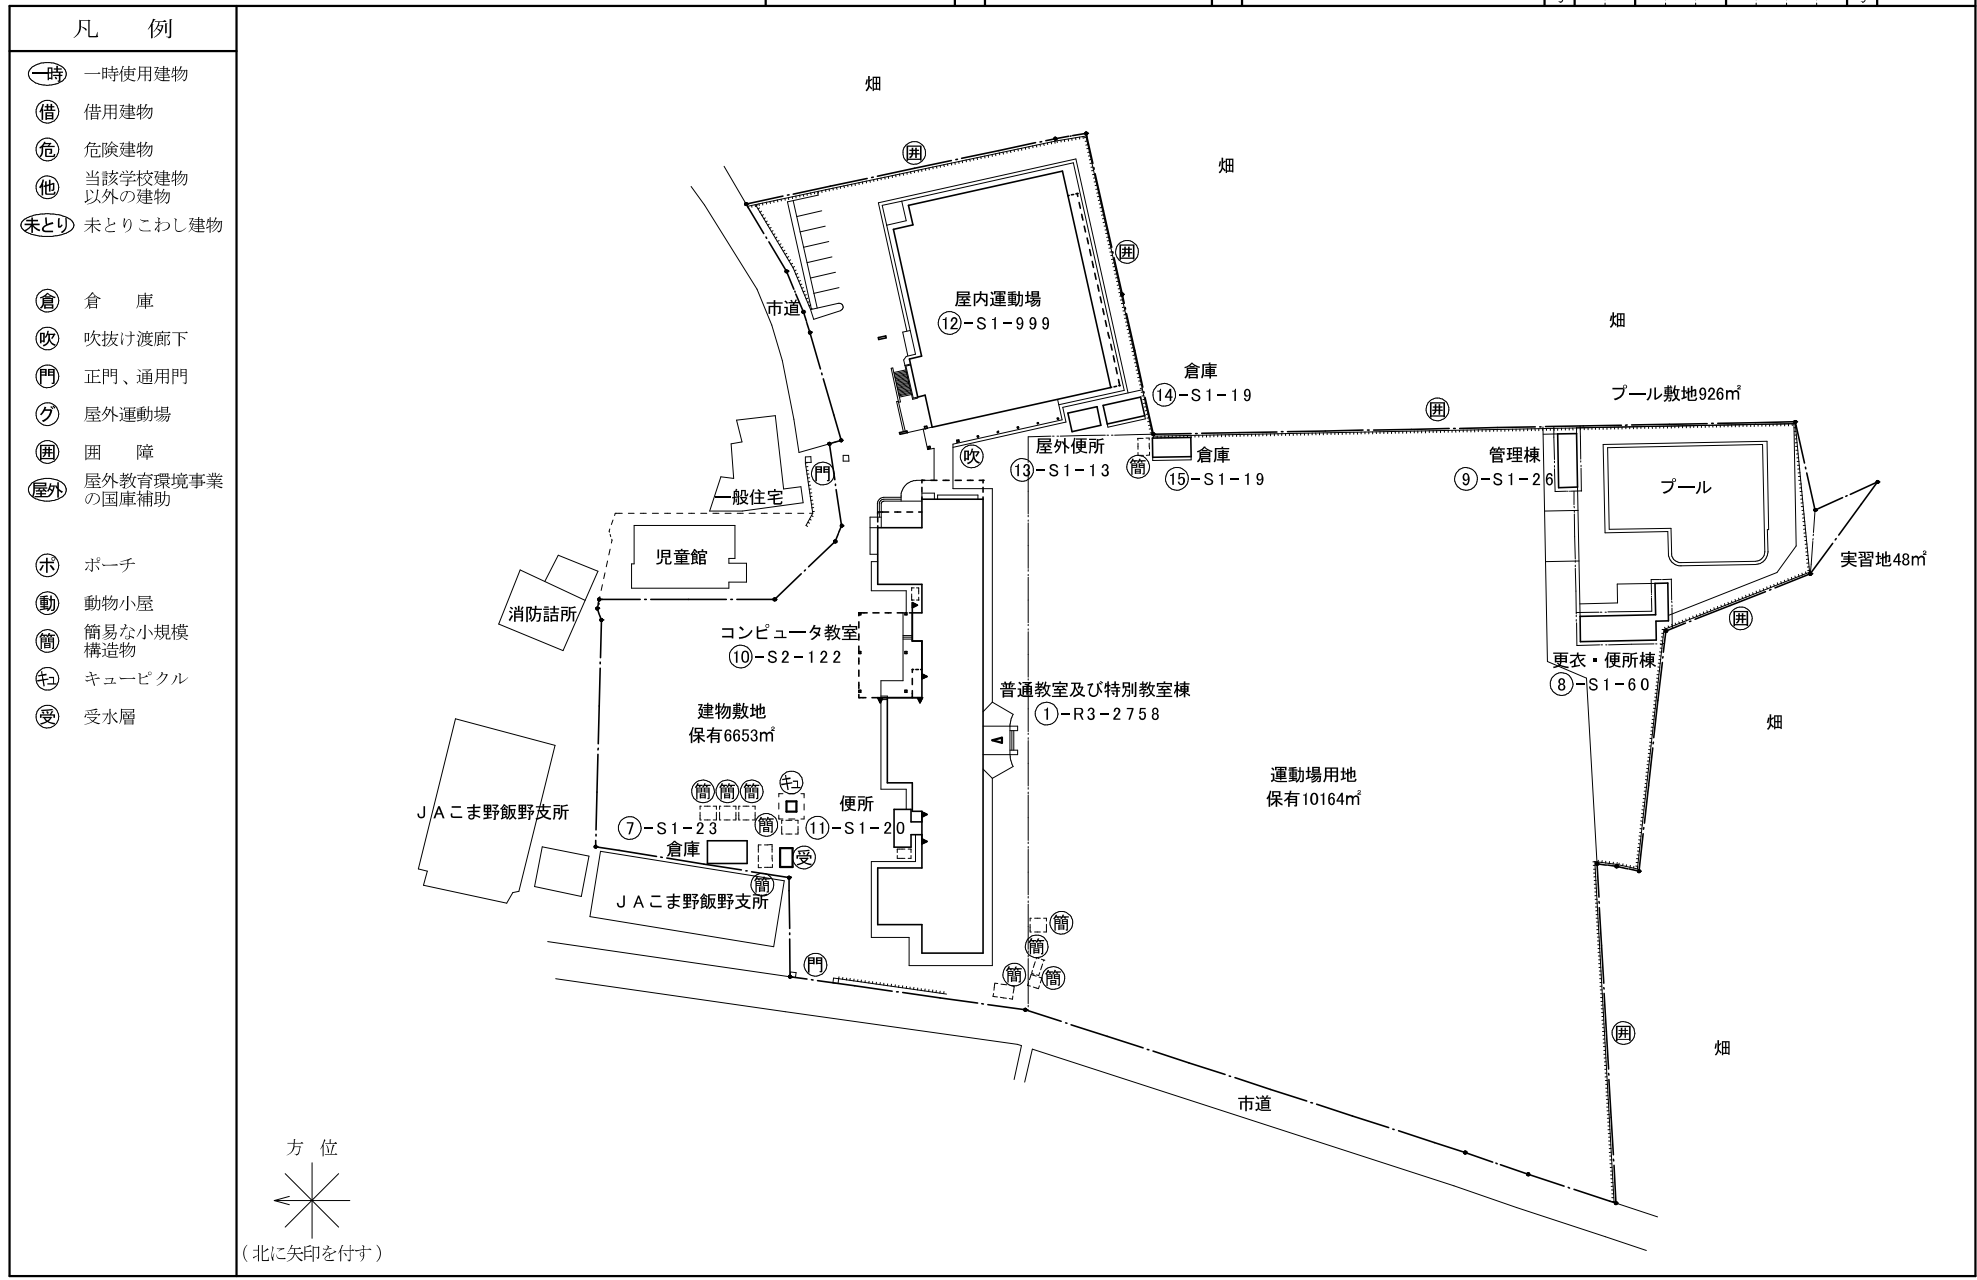 凡　例
一時 一時使用建物
借 借用建物
危 危険建物
他 当該学校建物
以外の建物
未とり 未とりこわし建物
倉 倉　庫
吹 吹抜け渡廊下
門 正門、通用門
グ 屋外運動場
囲 囲　障
屋外 屋外教育環境事業
の国庫補助
ポ ポーチ
動 動物小屋
簡 簡易な小規模
構造物
キュ キューピクル
受 受水層
方　位
(北に矢印を付す)
畑
囲
畑
囲
市道
屋内運動場
⑫-S1-999
畑
倉庫
⑭-S1-19
プール敷地926㎡
囲
屋外便所
⑬-S1-13
吹
簡
倉庫
⑮-S1-19
管理棟
⑨-S1-26
プール
門
一般住宅
児童館
消防詰所
実習地48㎡
囲
コンピュータ教室
⑩-S2-122
更衣・便所棟
⑧-S1-60
普通教室及び特別教室棟
①-R3-2758
建物敷地
保有6653㎡
畑
運動場用地
保有10164㎡
キュ
簡 簡 簡
便所
⑪-S1-20
ＪＡこま野飯野支所
⑦-S1-23
簡
倉庫
受
簡
ＪＡこま野飯野支所
簡
簡
簡
簡
門
囲
畑
市道